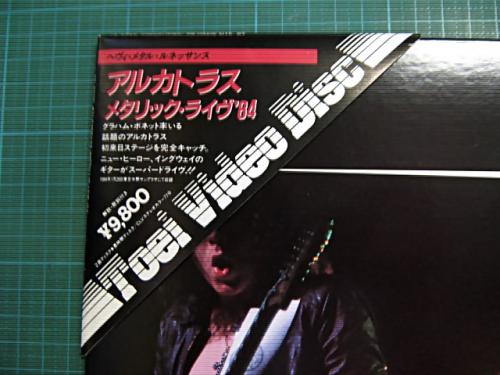 ヘヴィ・メタル・ルネッサンス
アルカトラス
メタリック・ライヴ'84
グラハム・ボネット率いる
話題のアルカトラス
初来日ステージを完全キャッチ。
ニュー・ヒーロー、イングウェイの
ギターがスーパードライヴ!!
¥9,800
Toei Video Disc